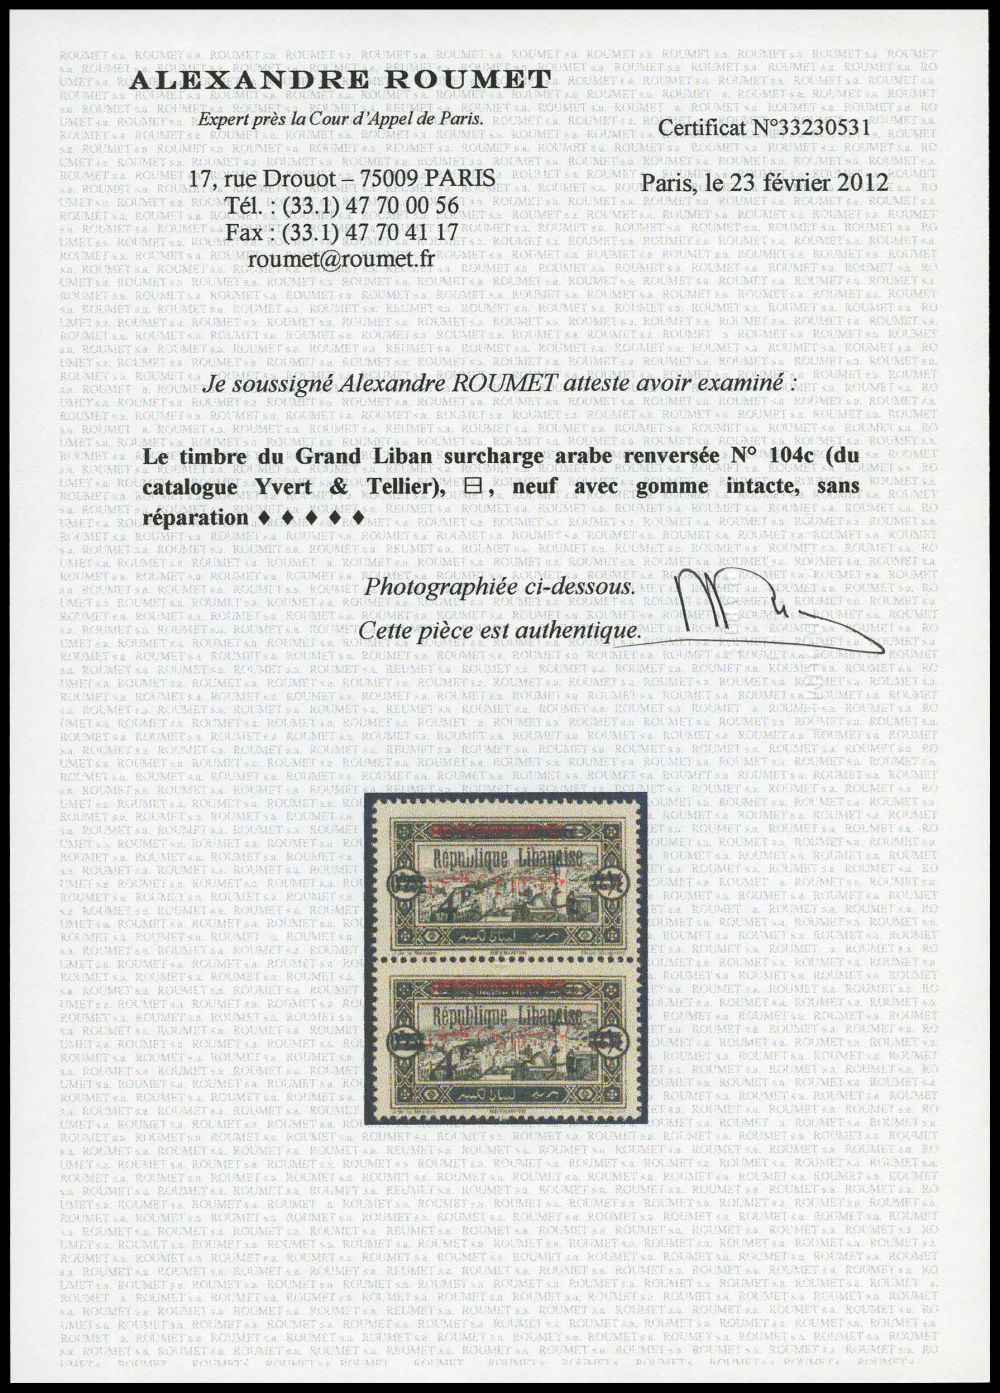 ALEXANDRE ROUMET
Expert près la Cour d'Appel de Paris.
Certificat N°33230531
17, rue Drouot – 75009 PARIS
Paris, le 23 février 2012
Tél. : (33.1) 47 70 00 56
Fax : (33.1) 47 70 41 17
roumet@roumet.fr
Je soussigné Alexandre ROUMET atteste avoir examiné :
Le timbre du Grand Liban surcharge arabe renversée N° 104c (du
catalogue Yvert & Tellier), ⊟, neuf avec gomme intacte, sans
réparation ♦ ♦ ♦ ♦ ♦
Photographiée ci-dessous.
Cette pièce est authentique.
République Libanaise
République Libanaise